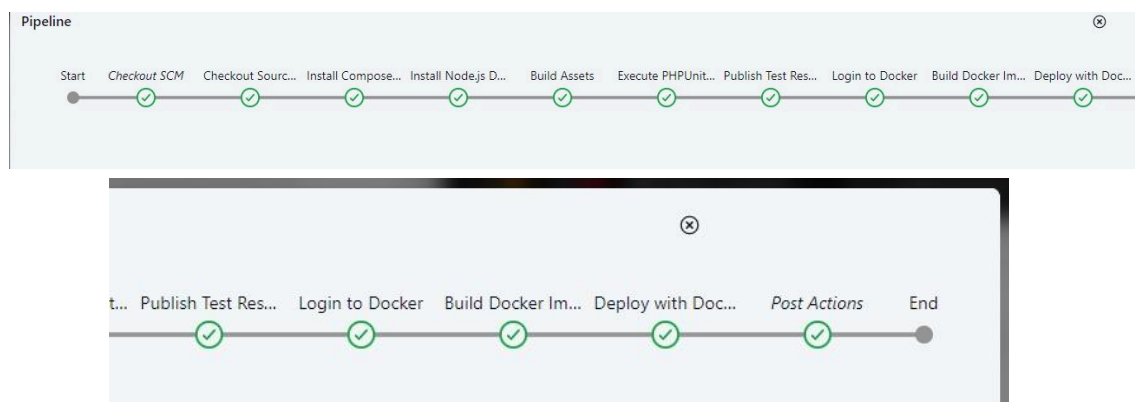 Pipeline
Start Checkout SCM Checkout Sourc... Install Compose... Install Node.js D... Build Assets Execute PHPUnit... Publish Test Res... Login to Docker Build Docker Im... Deploy with Doc...
t... Publish Test Res... Login to Docker Build Docker Im... Deploy with Doc... Post Actions End